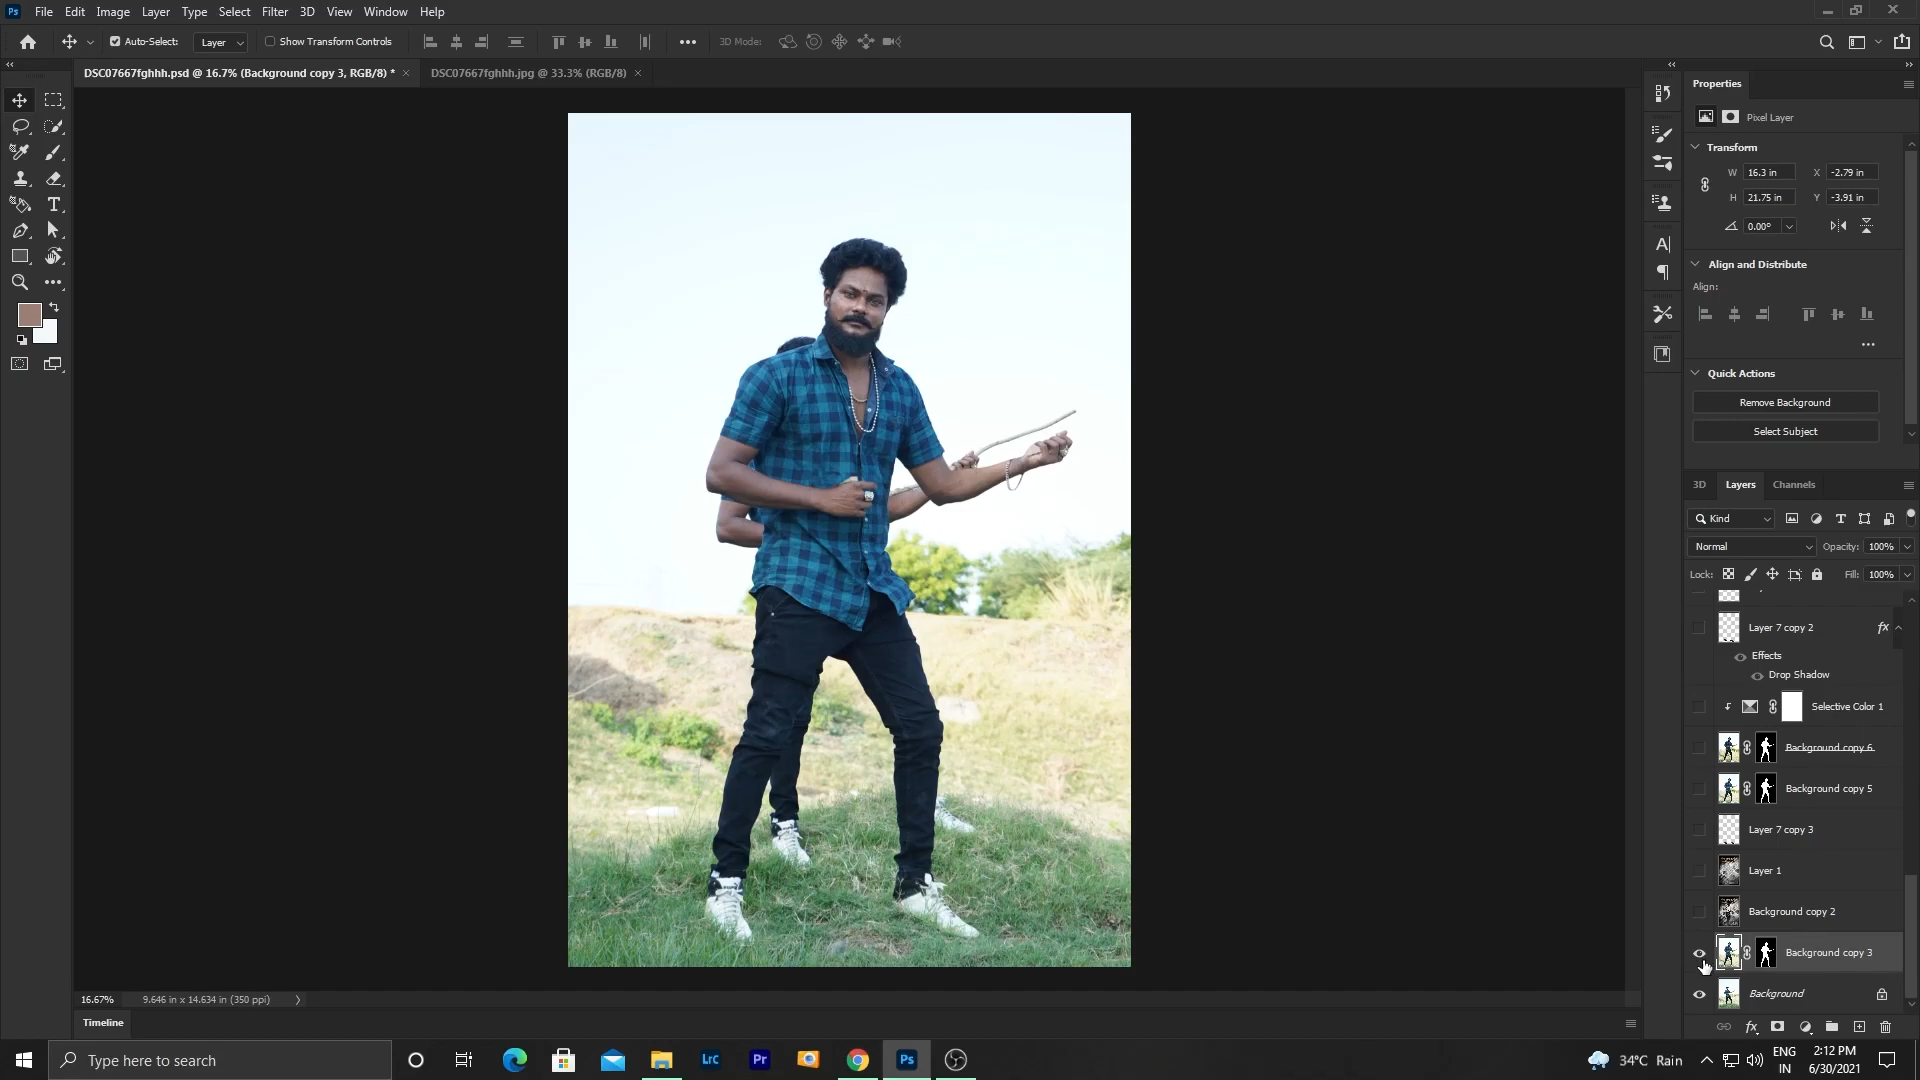 Ps File Edit Image Layer Type Select Filter 3D View Window Help
Auto-Select: Layer Show Transform Controls 3D Mode:
DSC07667fghhh.psd @ 16.7% (Background copy 3, RGB/8) * × DSC07667fghhh.jpg @ 33.3% (RGB/8) ×
Properties
Pixel Layer
Transform
W 16.3 in X -2.79 in
H 21.75 in Y -3.91 in
0.00°
Align and Distribute
Align:
Quick Actions
Remove Background
Select Subject
3D Layers Channels
Kind
Normal Opacity: 100%
Lock: Fill: 100%
Layer 7 copy 2 fx
Effects
Drop Shadow
Selective Color 1
Background copy 6
Background copy 5
Layer 7 copy 3
Layer 1
Background copy 2
Background copy 3
Background
fx
16.67% 9.646 in x 14.634 in (350 ppi)
Timeline
Type here to search
Lrc Pr Ps
34°C Rain
ENG
IN
2:12 PM
6/30/2021